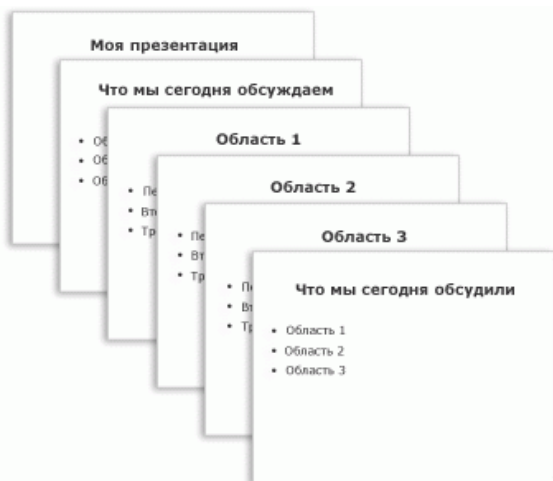 Моя презентация
Что мы сегодня обсуждаем
Область 1
Область 2
Область 3
Что мы сегодня обсудили
• Область 1
• Область 2
• Область 3